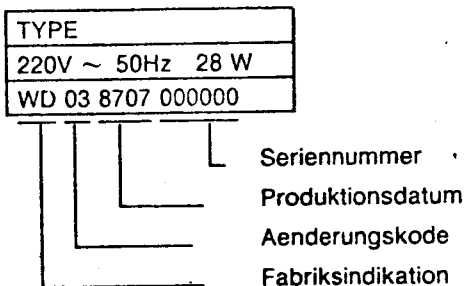 TYPE
220V ~ 50Hz 28 W
WD 03 8707 000000
Seriennummer
Produktionsdatum
Aenderungskode
Fabriksindikation